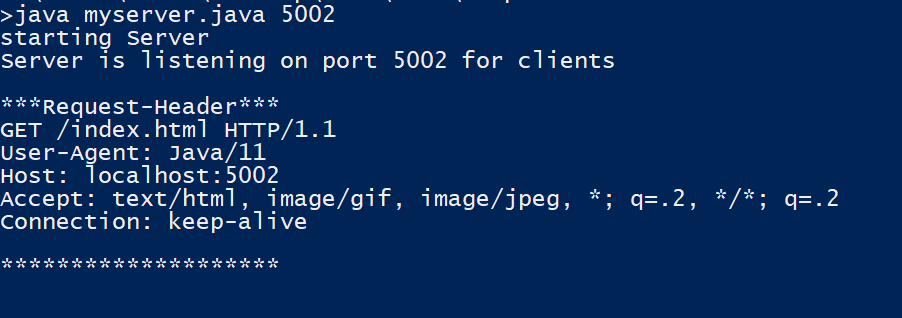 >java myserver.java 5002
starting Server
Server is listening on port 5002 for clients
***Request-Header***
GET /index.html HTTP/1.1
User-Agent: Java/11
Host: localhost:5002
Accept: text/html, image/gif, image/jpeg, *; q=.2, */*; q=.2
Connection: keep-alive
********************